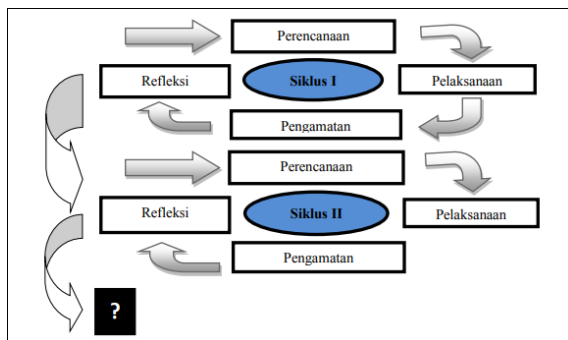 Perencanaan
Refleksi
Siklus I
Pelaksanaan
Pengamatan
Perencanaan
Refleksi
Siklus II
Pelaksanaan
Pengamatan
?